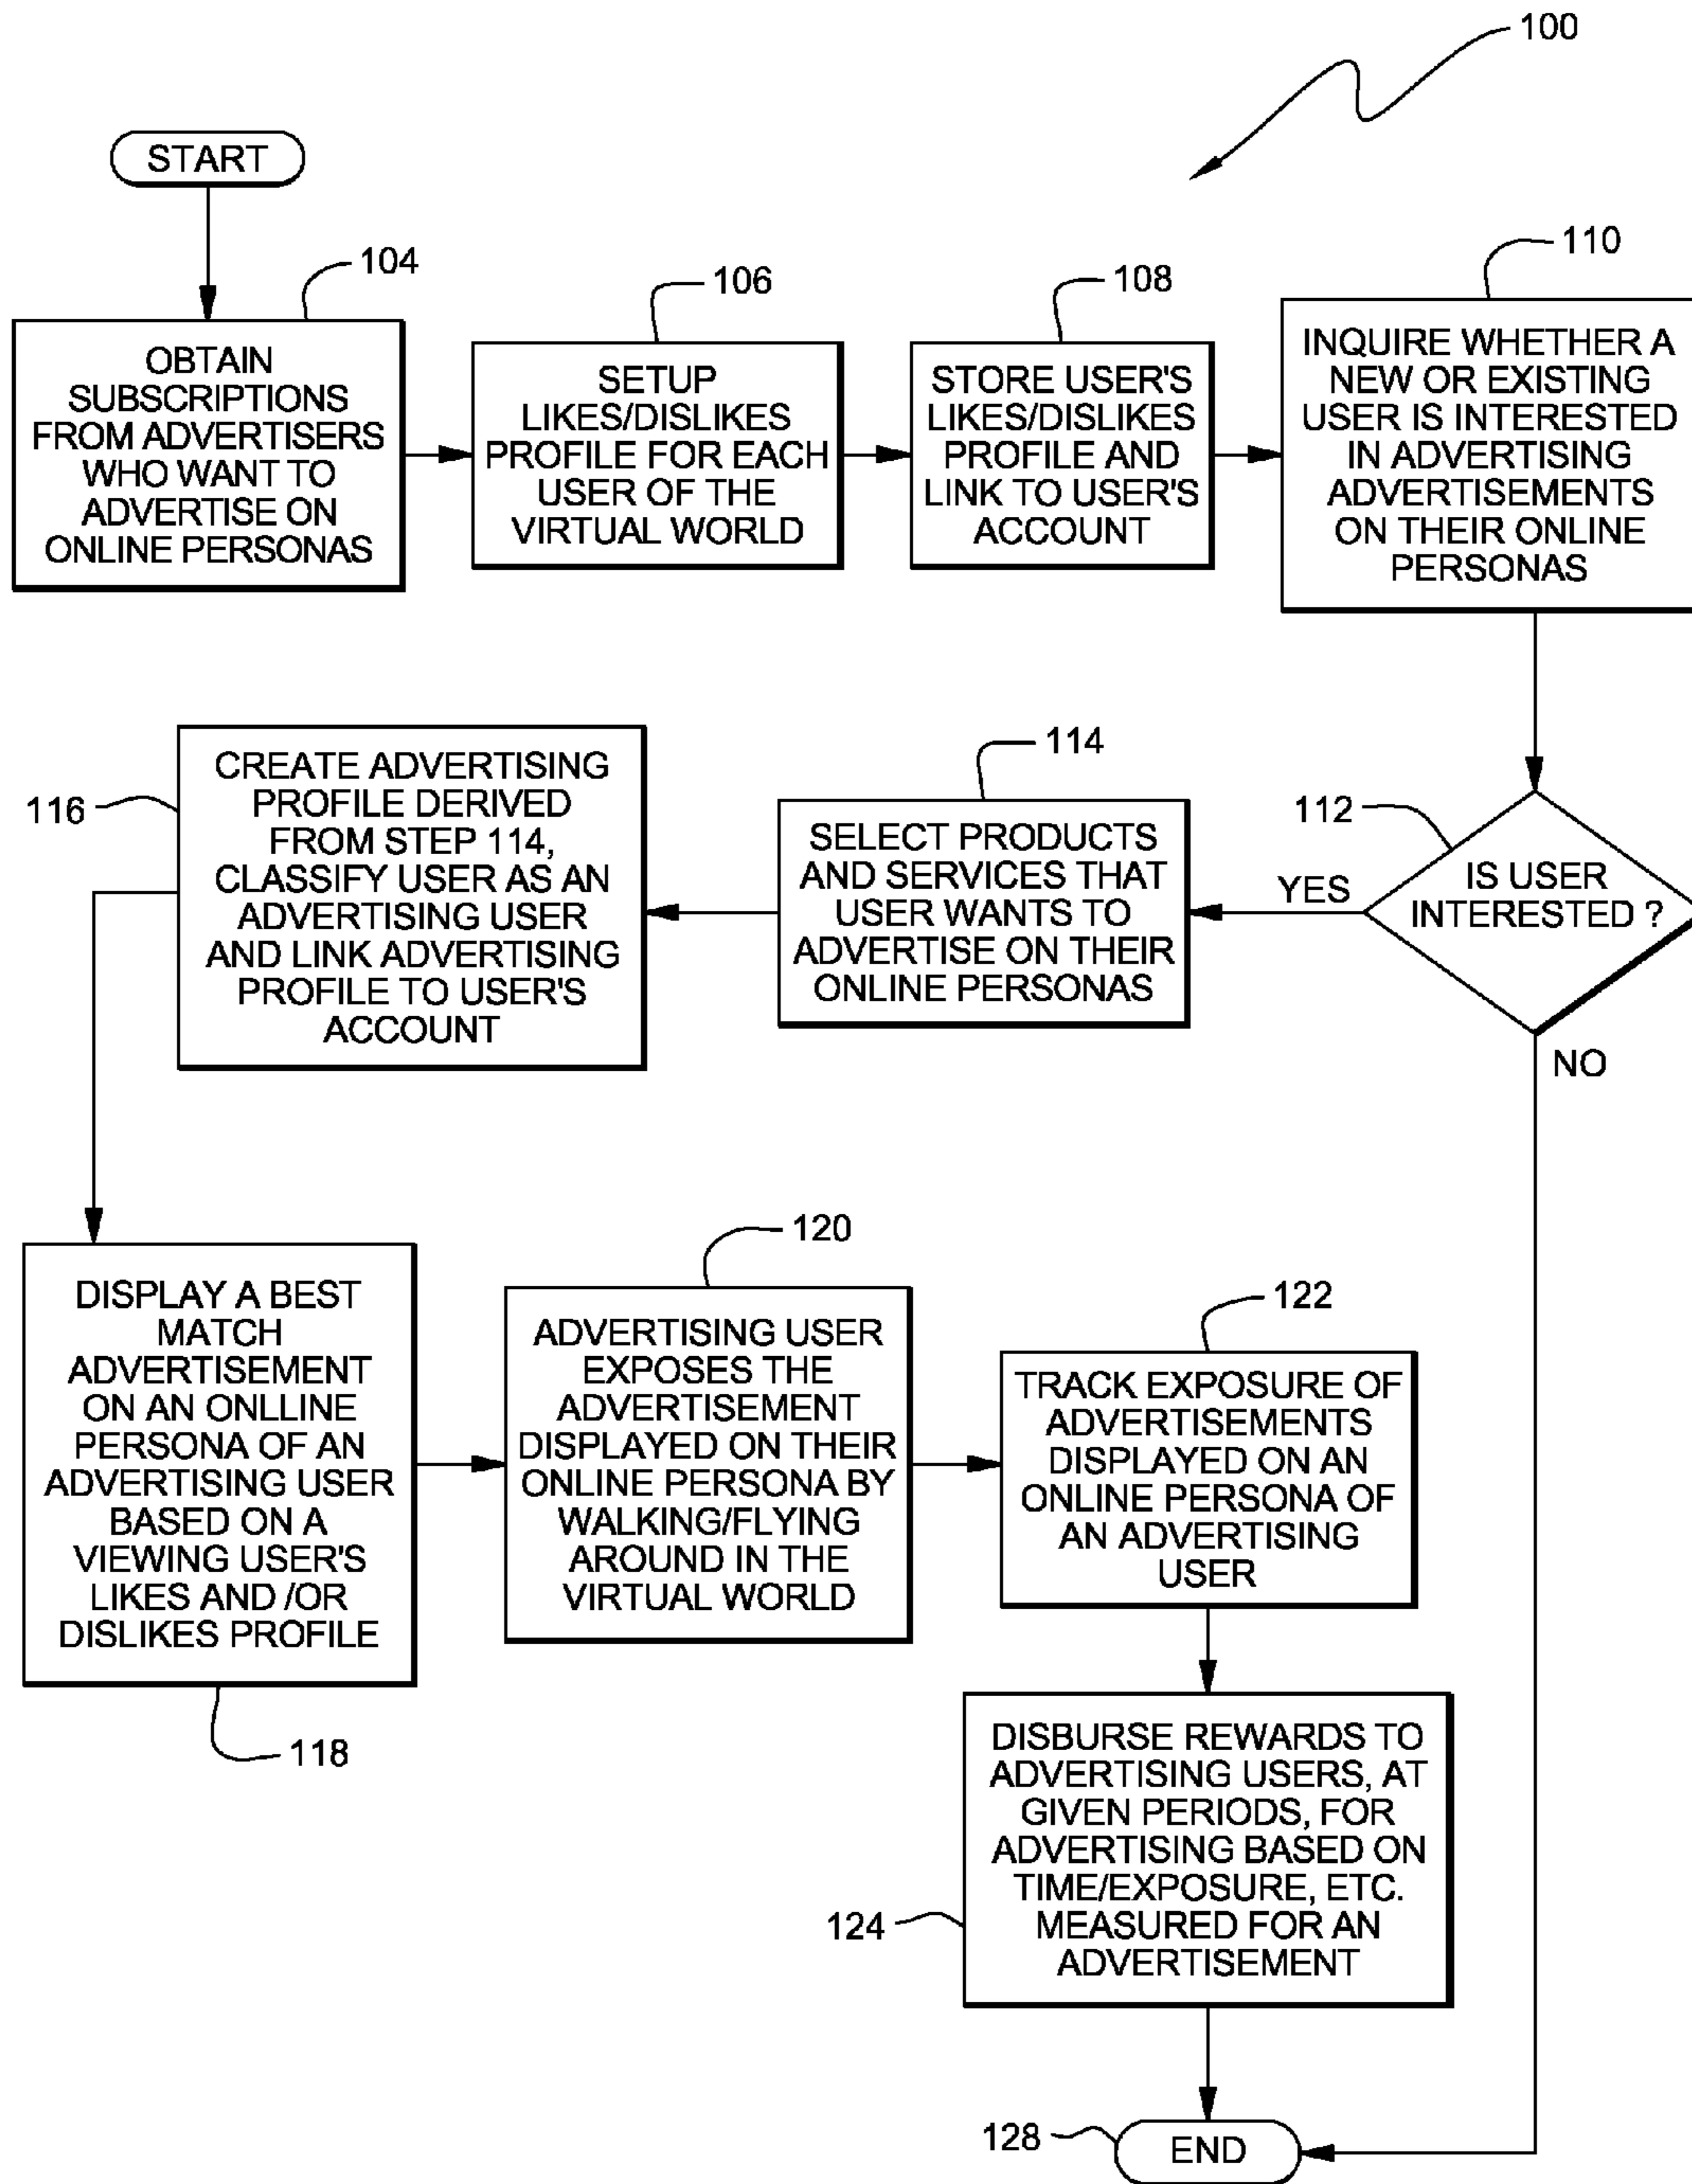 100
START
104
OBTAIN
SUBSCRIPTIONS
FROM ADVERTISERS
WHO WANT TO
ADVERTISE ON
ONLINE PERSONAS
106
SETUP
LIKES/DISLIKES
PROFILE FOR EACH
USER OF THE
VIRTUAL WORLD
108
STORE USER'S
LIKES/DISLIKES
PROFILE AND
LINK TO USER'S
ACCOUNT
110
INQUIRE WHETHER A
NEW OR EXISTING
USER IS INTERESTED
IN ADVERTISING
ADVERTISEMENTS
ON THEIR ONLINE
PERSONAS
112
IS USER
INTERESTED ?
YES
NO
114
SELECT PRODUCTS
AND SERVICES THAT
USER WANTS TO
ADVERTISE ON THEIR
ONLINE PERSONAS
116
CREATE ADVERTISING
PROFILE DERIVED
FROM STEP 114,
CLASSIFY USER AS AN
ADVERTISING USER
AND LINK ADVERTISING
PROFILE TO USER'S
ACCOUNT
DISPLAY A BEST
MATCH
ADVERTISEMENT
ON AN ONLLINE
PERSONA OF AN
ADVERTISING USER
BASED ON A
VIEWING USER'S
LIKES AND /OR
DISLIKES PROFILE
118
120
ADVERTISING USER
EXPOSES THE
ADVERTISEMENT
DISPLAYED ON THEIR
ONLINE PERSONA BY
WALKING/FLYING
AROUND IN THE
VIRTUAL WORLD
122
TRACK EXPOSURE OF
ADVERTISEMENTS
DISPLAYED ON AN
ONLINE PERSONA OF
AN ADVERTISING
USER
124
DISBURSE REWARDS TO
ADVERTISING USERS, AT
GIVEN PERIODS, FOR
ADVERTISING BASED ON
TIME/EXPOSURE, ETC.
MEASURED FOR AN
ADVERTISEMENT
128
END